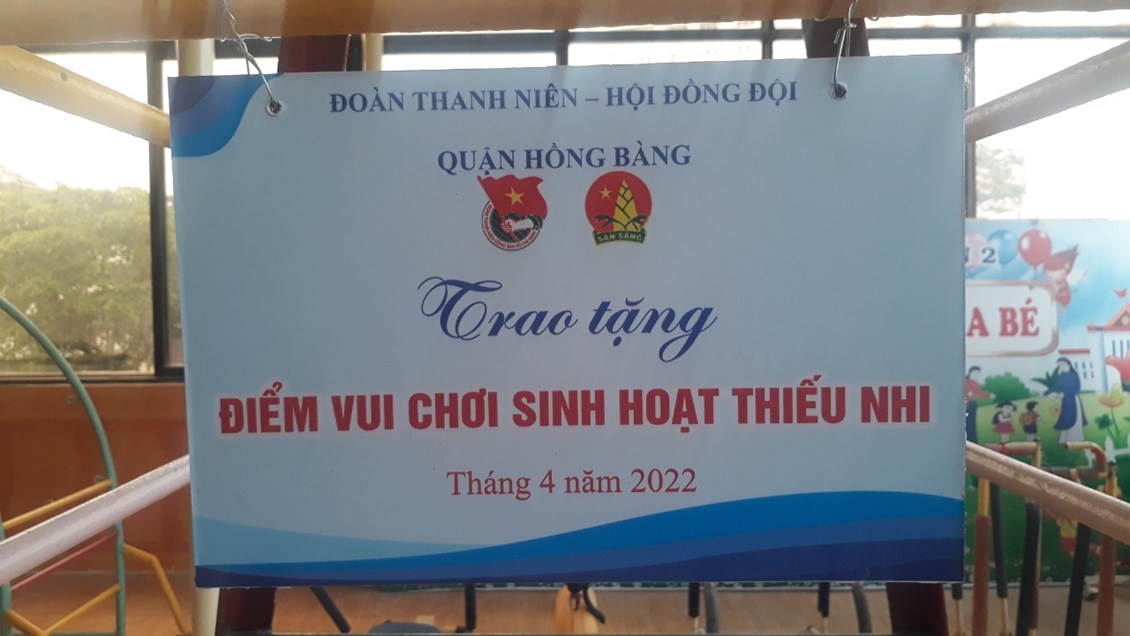 ĐOÀN THANH NIÊN – HỘI ĐỒNG ĐỘI
QUẬN HỒNG BÀNG
SẴN SÀNG
Trao tặng
ĐIỂM VUI CHƠI SINH HOẠT THIẾU NHI
Tháng 4 năm 2022
2
A BÉ